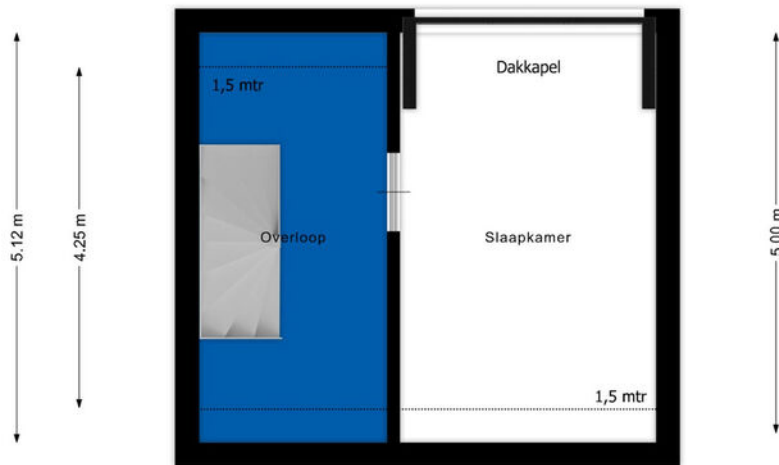 Dakkapel
1,5 mtr
5.12 m
4.25 m
5.00 m
Overloop
Slaapkamer
1,5 mtr